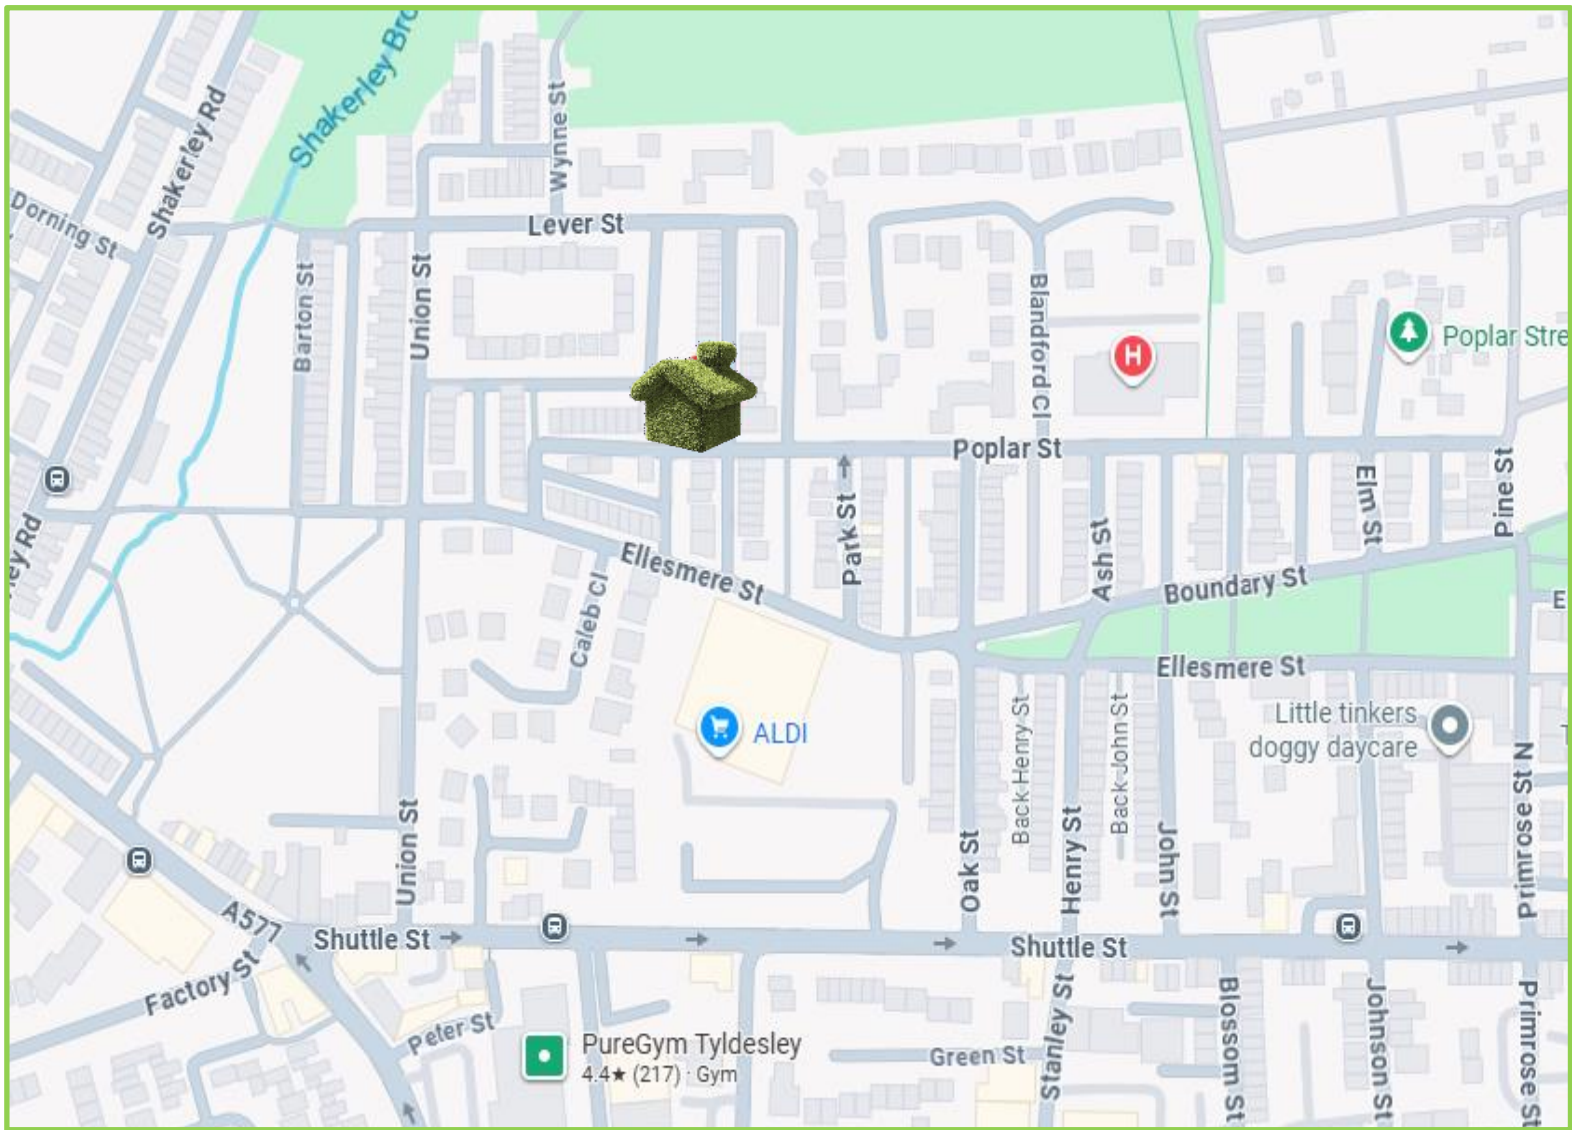 Shakerley Bro
Shakerley Rd
Wynne St
Dorning St
Lever St
Barton St
Union St
Blandford Cl
H
Poplar Stre
Poplar St
Elm St
Pine St
Park St
Ash St
ley Rd
Ellesmere St
Boundary St
Caleb Cl
E
Ellesmere St
ALDI
Little tinkers
doggy daycare
Back Henry St
Back John St
Union St
Oak St
Henry St
John St
Primrose St N
T
A577
Shuttle St
Shuttle St
Factory St
Peter St
PureGym Tyldesley
4.4★ (217) · Gym
Green St
Stanley St
Blossom St
Johnson St
Primrose St